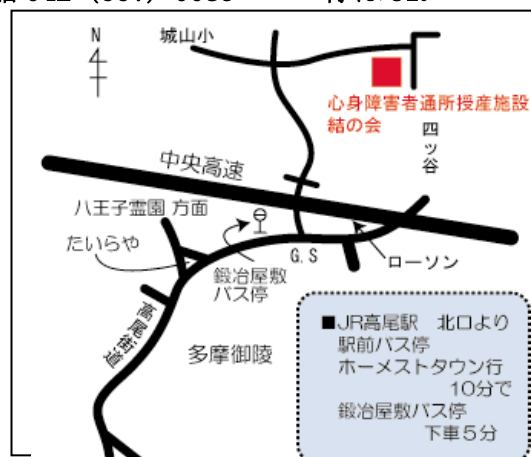 N
城山小
心身障害者通所授産施設
結の会
四ッ谷
中央高速
八王子霊園 方面
たいらや
鍛冶屋敷
バス停
G.S
ローソン
高尾街道
多摩御陵
■JR高尾駅 北口より
駅前バス停
ホーメストタウン行
10分で
鍛冶屋敷バス停
下車5分